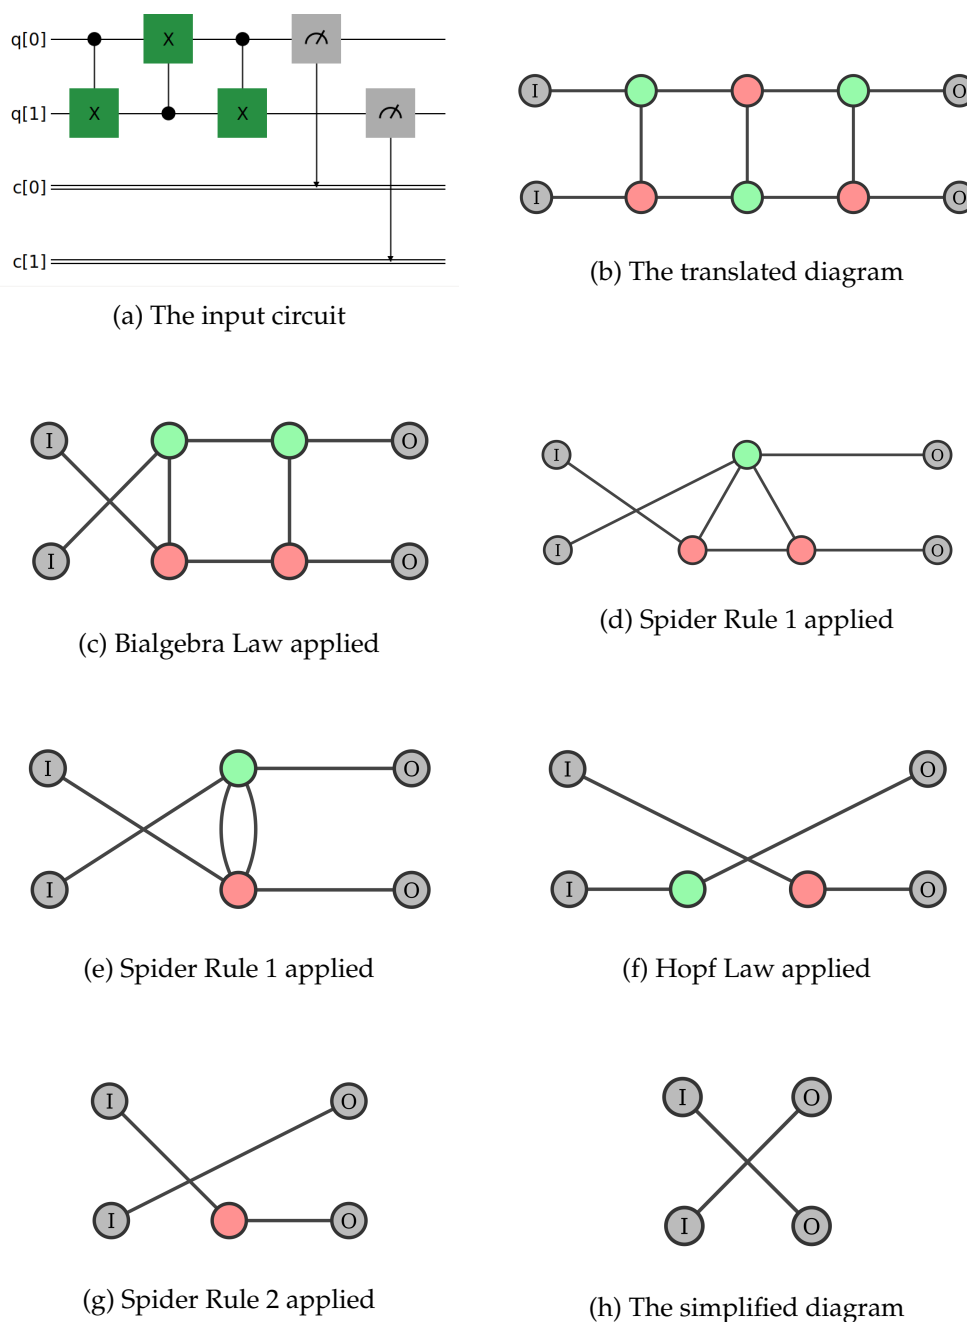 q[0] X
q[1] X X
c[0]
c[1]
(a) The input circuit
I O
I O
(b) The translated diagram
I O
I O
(c) Bialgebra Law applied
I O
I O
(d) Spider Rule 1 applied
I O
I O
(e) Spider Rule 1 applied
I O
I O
(f) Hopf Law applied
I O
I O
(g) Spider Rule 2 applied
I O
I O
(h) The simplified diagram